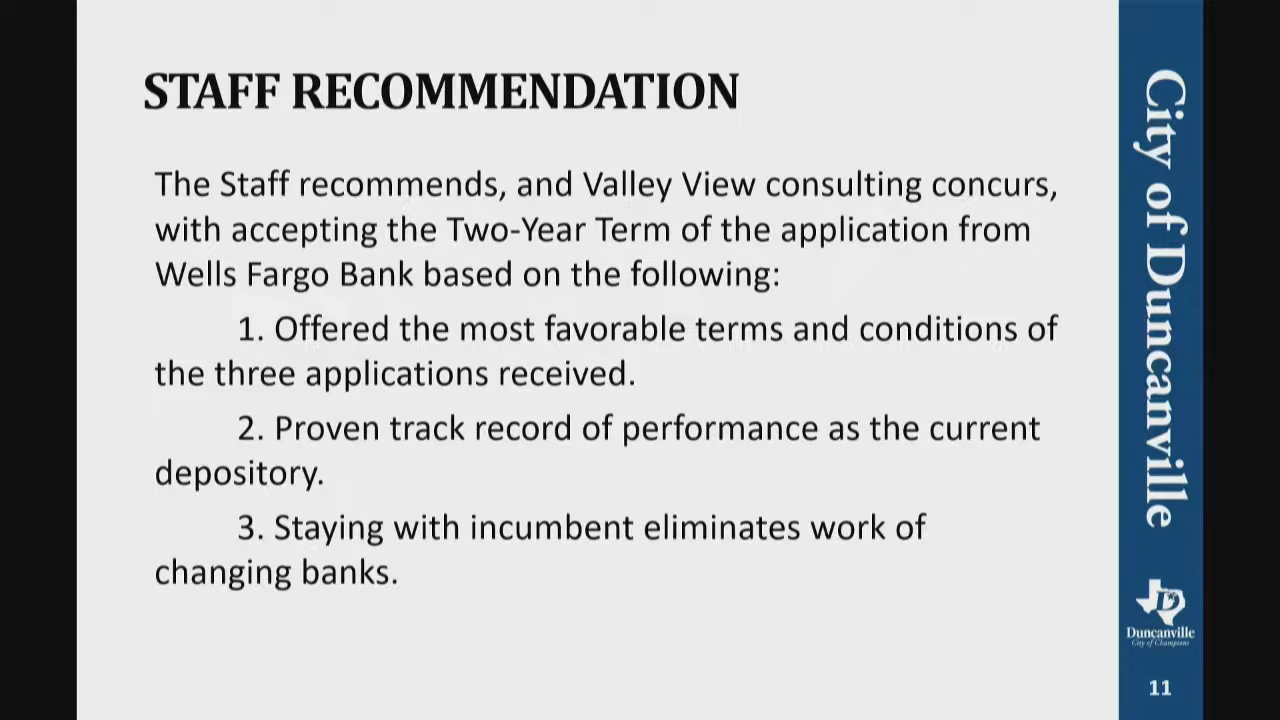 STAFF RECOMMENDATION
The Staff recommends, and Valley View consulting concurs,
with accepting the Two-Year Term of the application from
Wells Fargo Bank based on the following:
1. Offered the most favorable terms and conditions of
the three applications received.
2. Proven track record of performance as the current
depository.
3. Staying with incumbent eliminates work of
changing banks.
City of Duncanville
D
Duncanville
City of Champions
11